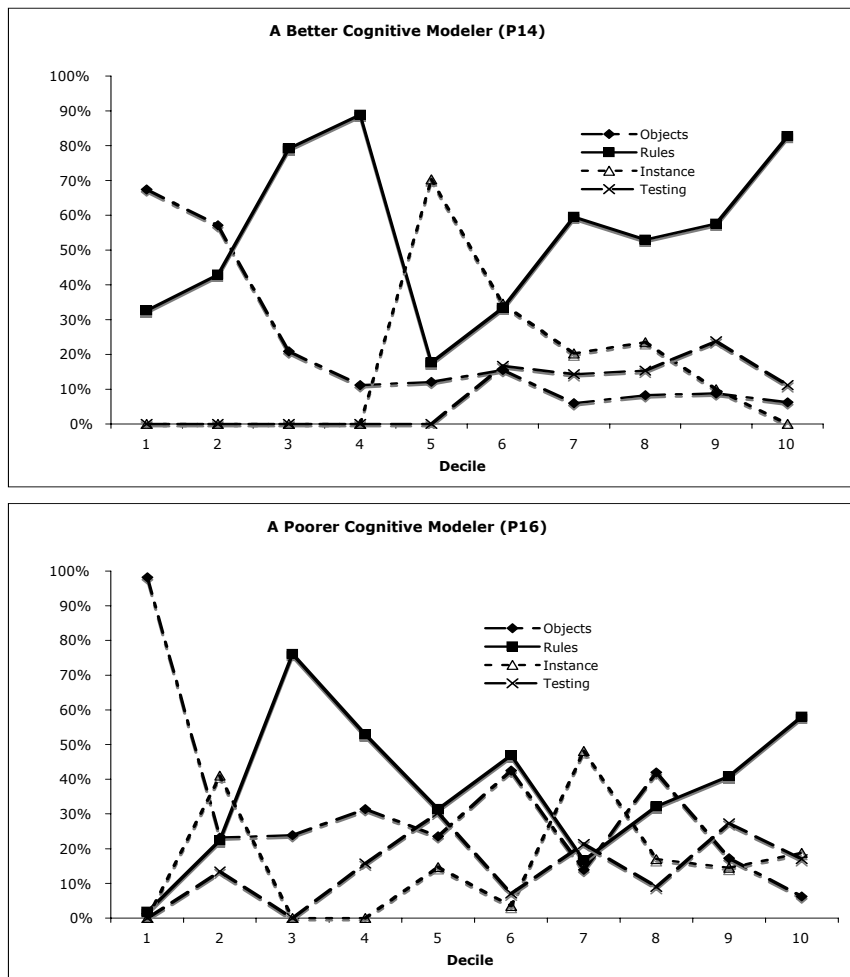 A Better Cognitive Modeler (P14)
100%
90%
80%
70%
60%
50%
40%
30%
20%
10%
0%
Objects
Rules
Instance
Testing
1 2 3 4 5 6 7 8 9 10
Decile
A Poorer Cognitive Modeler (P16)
100%
90%
80%
70%
60%
50%
40%
30%
20%
10%
0%
Objects
Rules
Instance
Testing
1 2 3 4 5 6 7 8 9 10
Decile